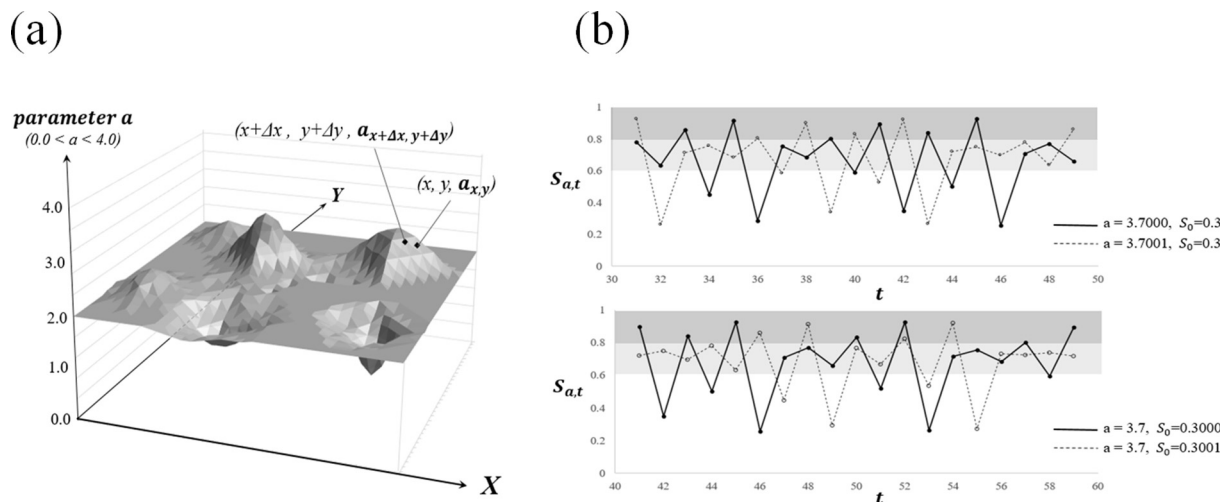 (a)
parameter a
(0.0 < a < 4.0)
(x+Δx , y+Δy , a_{x+Δx, y+Δy})
(x, y, a_{x,y})
Y
4.0
3.0
2.0
1.0
0.0
X
(b)
1
0.8
0.6
0.4
0.2
0
S_{a,t}
30 32 34 36 38 40 42 44 46 48 50
t
a = 3.7000, S₀=0.3
a = 3.7001, S₀=0.3
1
0.8
0.6
0.4
0.2
0
S_{a,t}
40 42 44 46 48 50 52 54 56 58 60
t
a = 3.7, S₀=0.3000
a = 3.7, S₀=0.3001